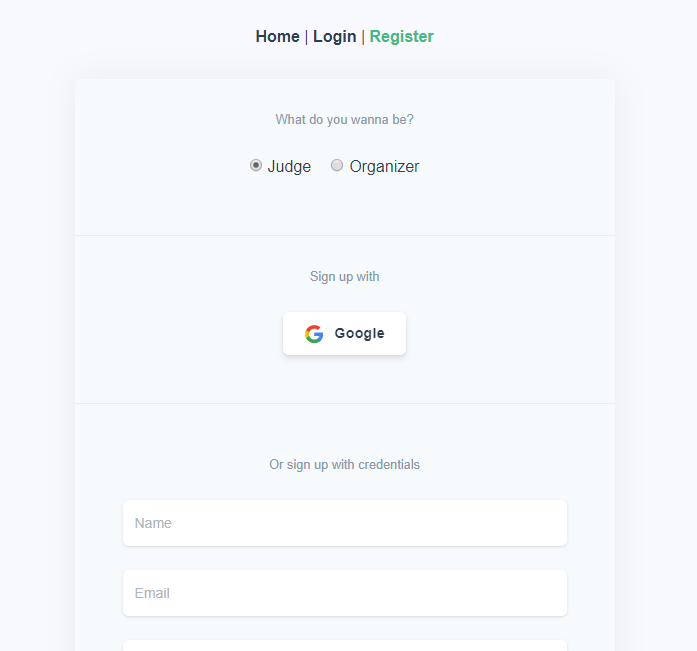 Home | Login | Register
What do you wanna be?
Judge Organizer
Sign up with
Google
Or sign up with credentials
Name
Email